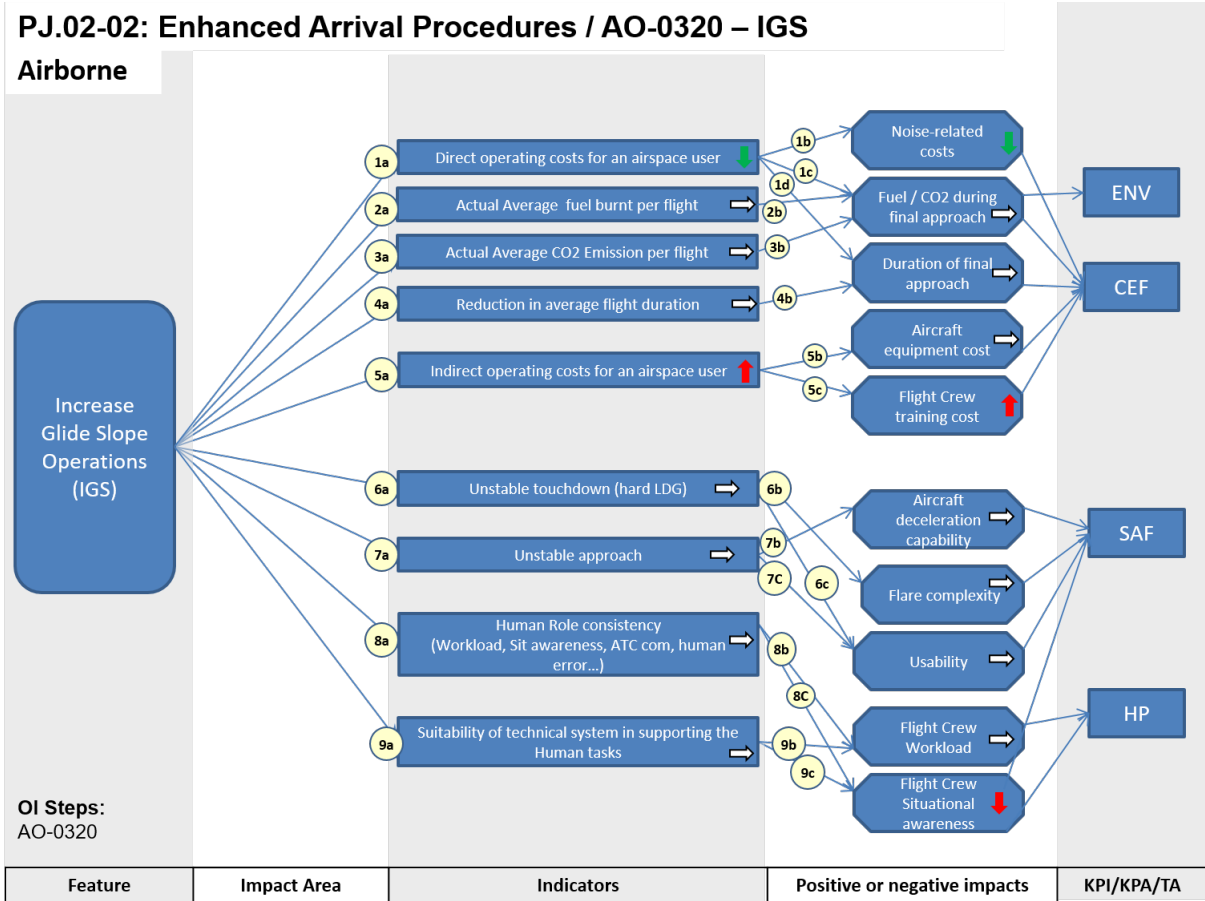 PJ.02-02: Enhanced Arrival Procedures / AO-0320 – IGS
Airborne
Increase
Glide Slope
Operations
(IGS)
OI Steps:
AO-0320
1a
2a
3a
4a
5a
6a
7a
8a
9a
Direct operating costs for an airspace user
Actual Average fuel burnt per flight
Actual Average CO2 Emission per flight
Reduction in average flight duration
Indirect operating costs for an airspace user
Unstable touchdown (hard LDG)
Unstable approach
Human Role consistency
(Workload, Sit awareness, ATC com, human
error...)
Suitability of technical system in supporting the
Human tasks
1b
1c
1d
2b
3b
4b
5b
5c
6b
7b
7C
6c
8b
8C
9b
9c
Noise-related
costs
Fuel / CO2 during
final approach
Duration of final
approach
Aircraft
equipment cost
Flight Crew
training cost
Aircraft
deceleration
capability
Flare complexity
Usability
Flight Crew
Workload
Flight Crew
Situational
awareness
ENV
CEF
SAF
HP
Feature
Impact Area
Indicators
Positive or negative impacts
KPI/KPA/TA